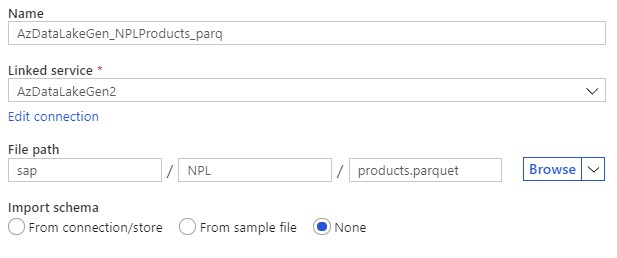 Name
AzDataLakeGen_NPLProducts_parq
Linked service *
AzDataLakeGen2
Edit connection
File path
sap / NPL / products.parquet Browse
Import schema
From connection/store From sample file None